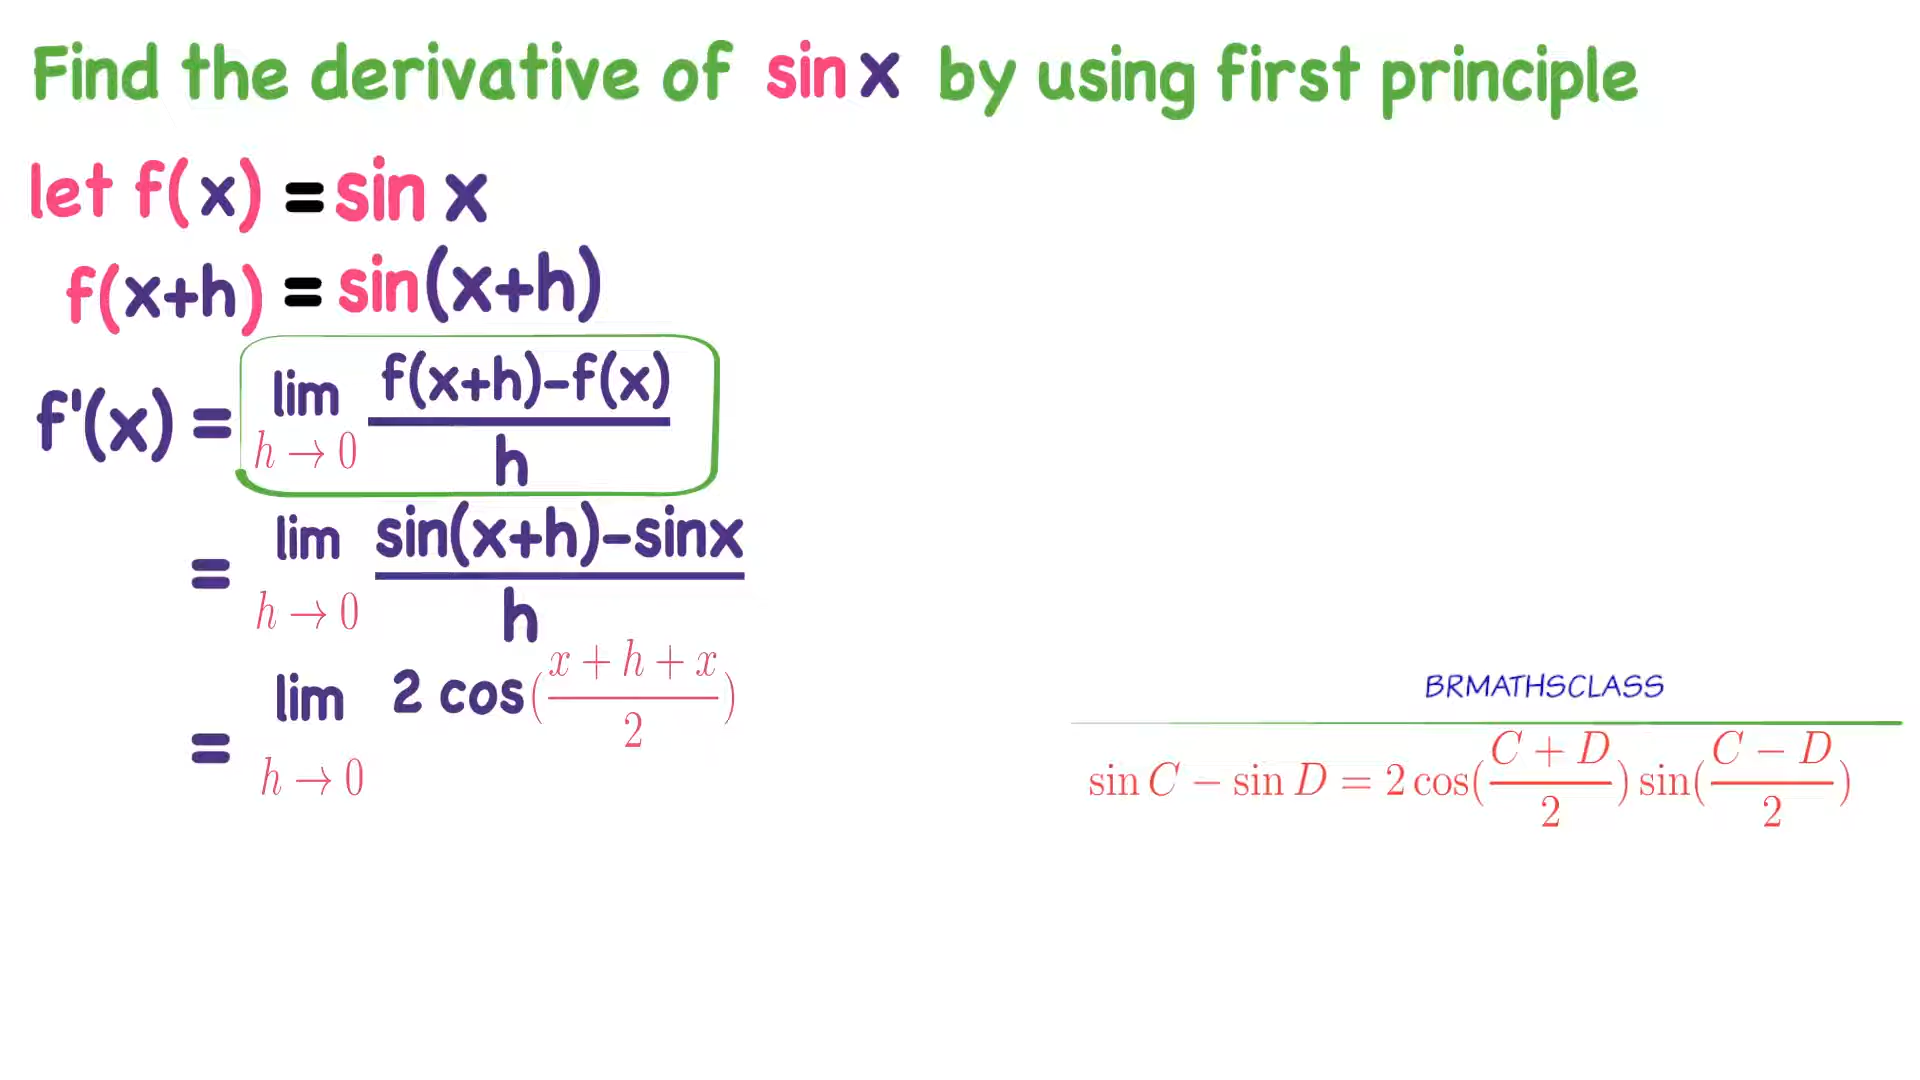 Find the derivative of sin x by using first principle
let f(x) = sin x
f(x+h) = sin(x+h)
f'(x) = lim h → 0 f(x+h)-f(x) / h
= lim h → 0 sin(x+h)-sinx / h
= lim h → 0 2 cos(x + h + x / 2)
BRMATHSCLASS
sin C − sin D = 2 cos(C + D / 2) sin(C − D / 2)